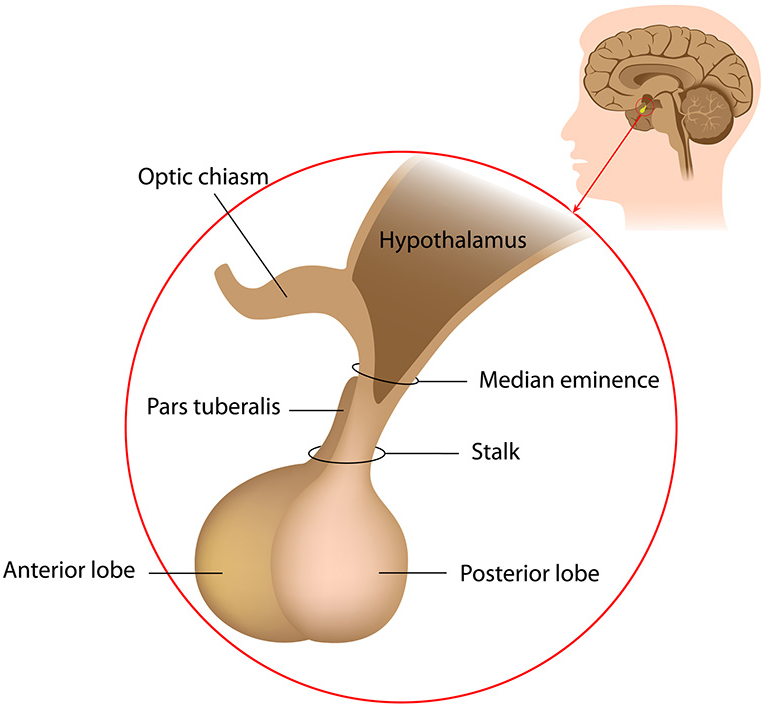 Optic chiasm
Hypothalamus
Median eminence
Pars tuberalis
Stalk
Anterior lobe
Posterior lobe